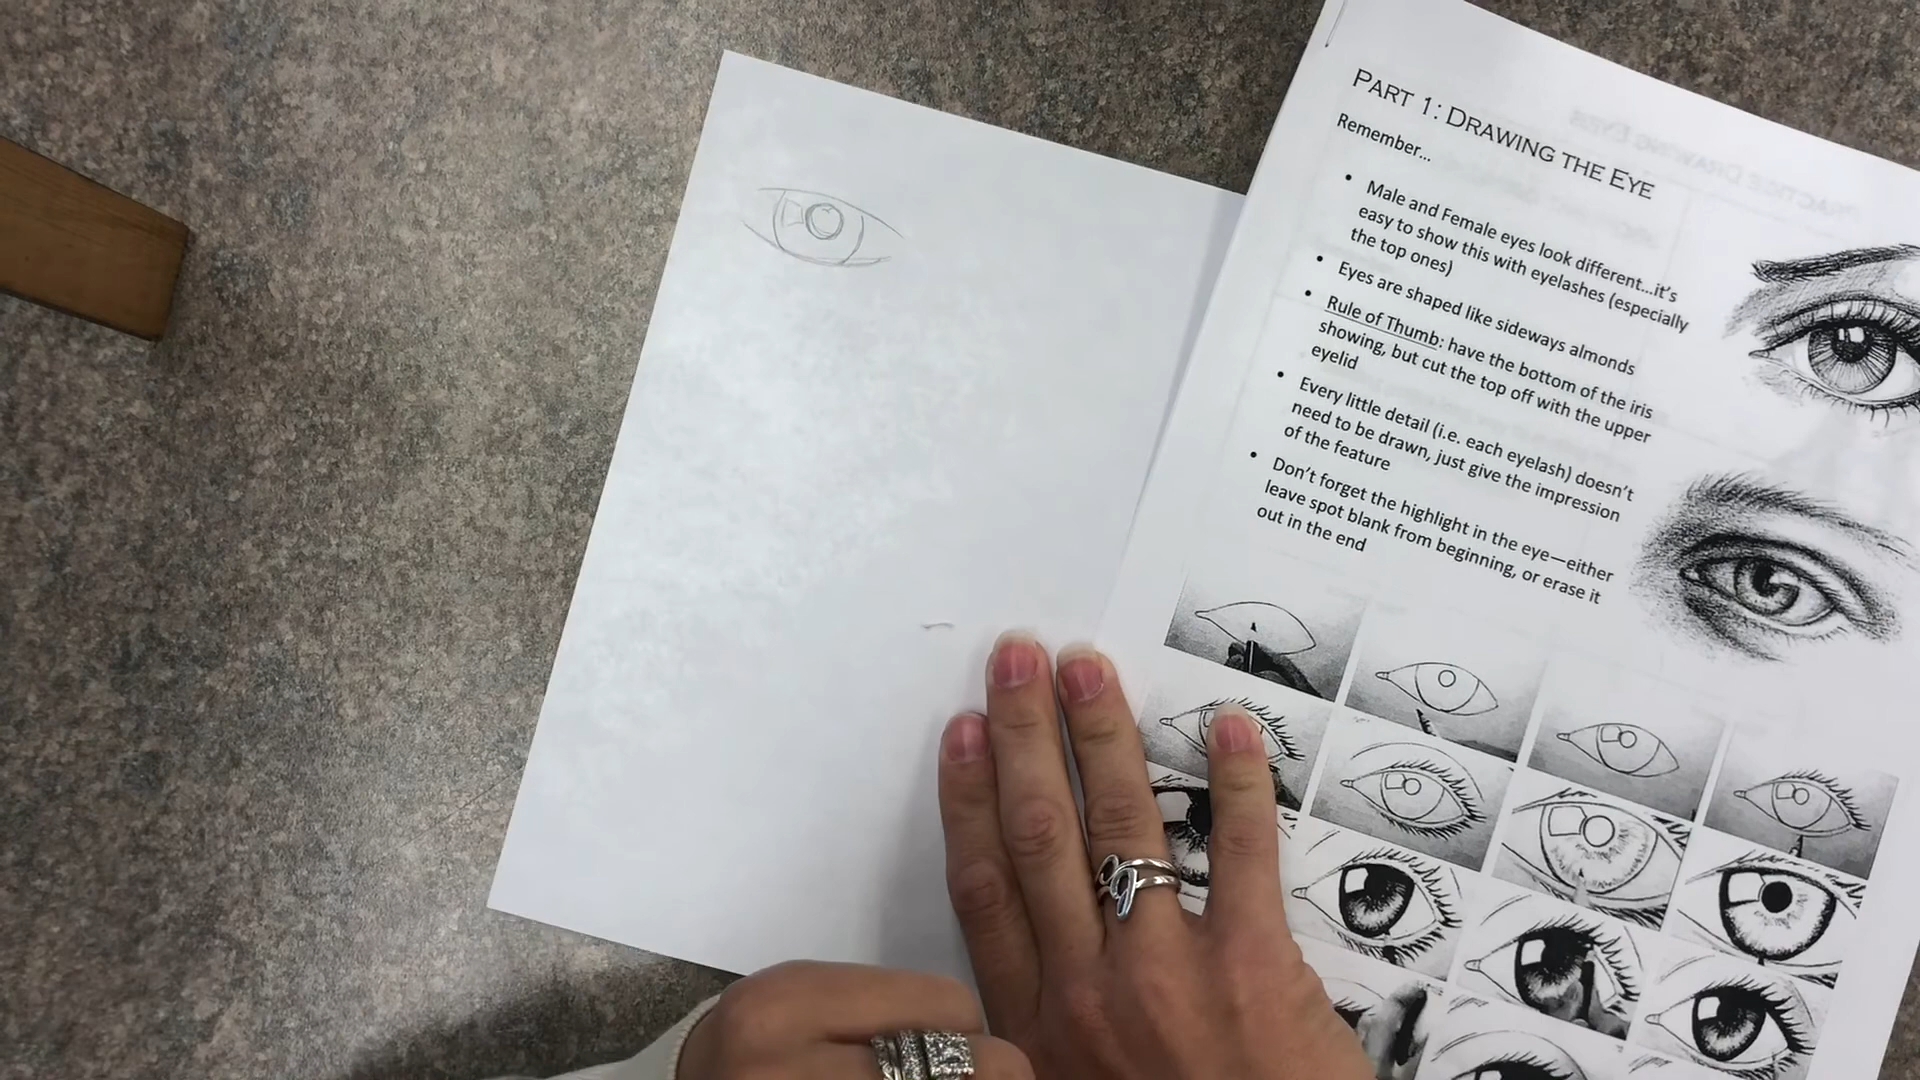 PART 1: DRAWING THE EYE
Remember...
• Male and Female eyes look different...it's
easy to show this with eyelashes (especially
the top ones)
• Eyes are shaped like sideways almonds
• Rule of Thumb: have the bottom of the iris
showing, but cut the top off with the upper
eyelid
• Every little detail (i.e. each eyelash) doesn't
need to be drawn, just give the impression
of the feature
• Don't forget the highlight in the eye—either
leave spot blank from beginning, or erase it
out in the end